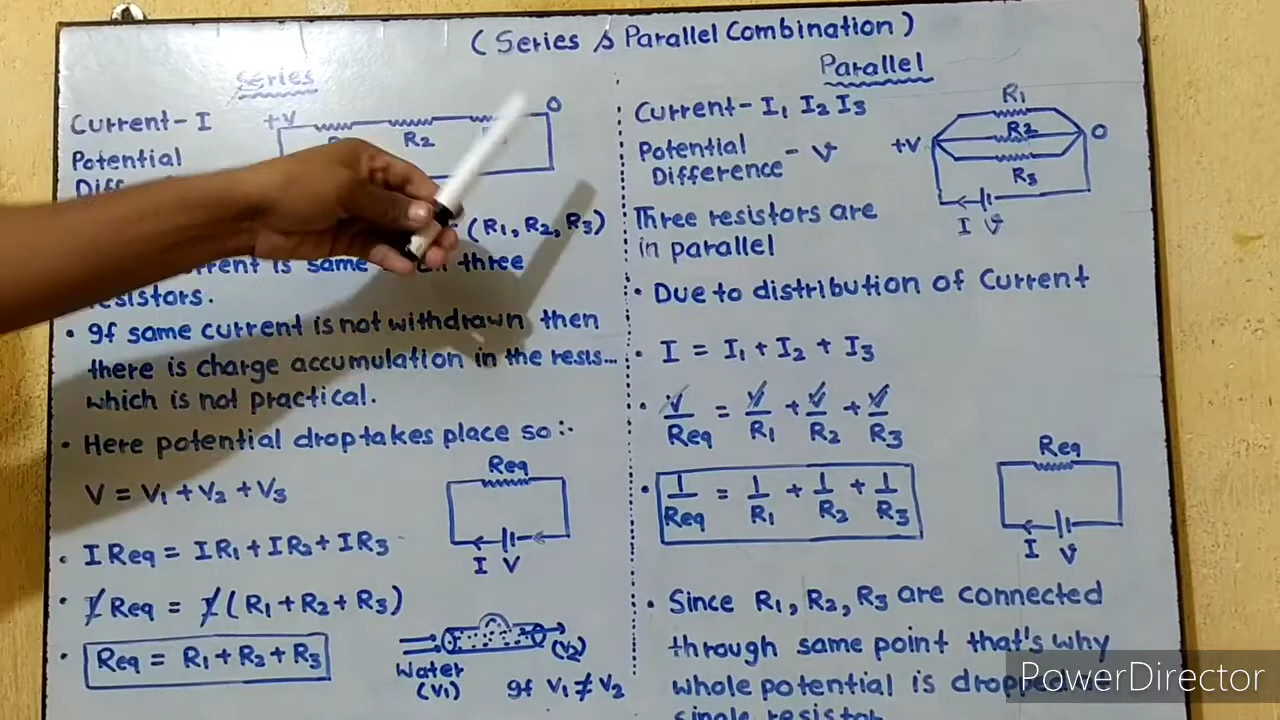 (Series & Parallel Combination)
Series
Current - I
+V
R2
0
Potential
(R1, R2, R3)
is same three
resistors.
• If same current is not withdrawn then
there is charge accumulation in the resis...
which is not practical.
• Here potential drop takes place so:-
V = V1 + V2 + V3
Req
I V
• I Req = IR1 + IR2 + IR3
• I Req = I (R1 + R2 + R3)
• Req = R1 + R2 + R3
Water
(V1)
(V2)
If V1 ≠ V2
Parallel
Current - I1 I2 I3
Potential
Difference - V
+V
R1
R2
R3
0
I V
Three resistors are
in parallel
• Due to distribution of Current
• I = I1 + I2 + I3
• V/Req = V/R1 + V/R2 + V/R3
• 1/Req = 1/R1 + 1/R2 + 1/R3
Req
I V
• Since R1, R2, R3 are connected
through same point that's why
whole potential is dropped
single resistor
PowerDirector